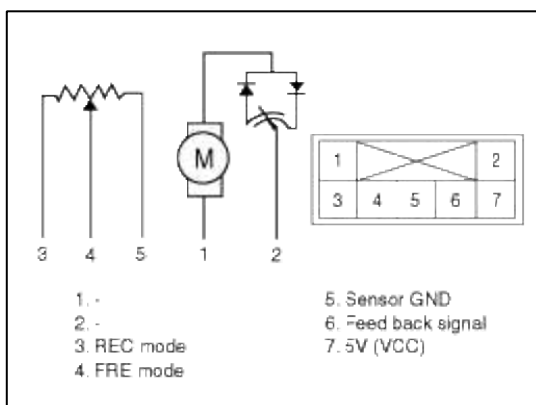 M
1
2
3
4
5
6
7
3
4
5
1
2
1. -
2. -
3. REC mode
4. FRE mode
5. Sensor GND
6. Feed back signal
7. 5V (VCC)